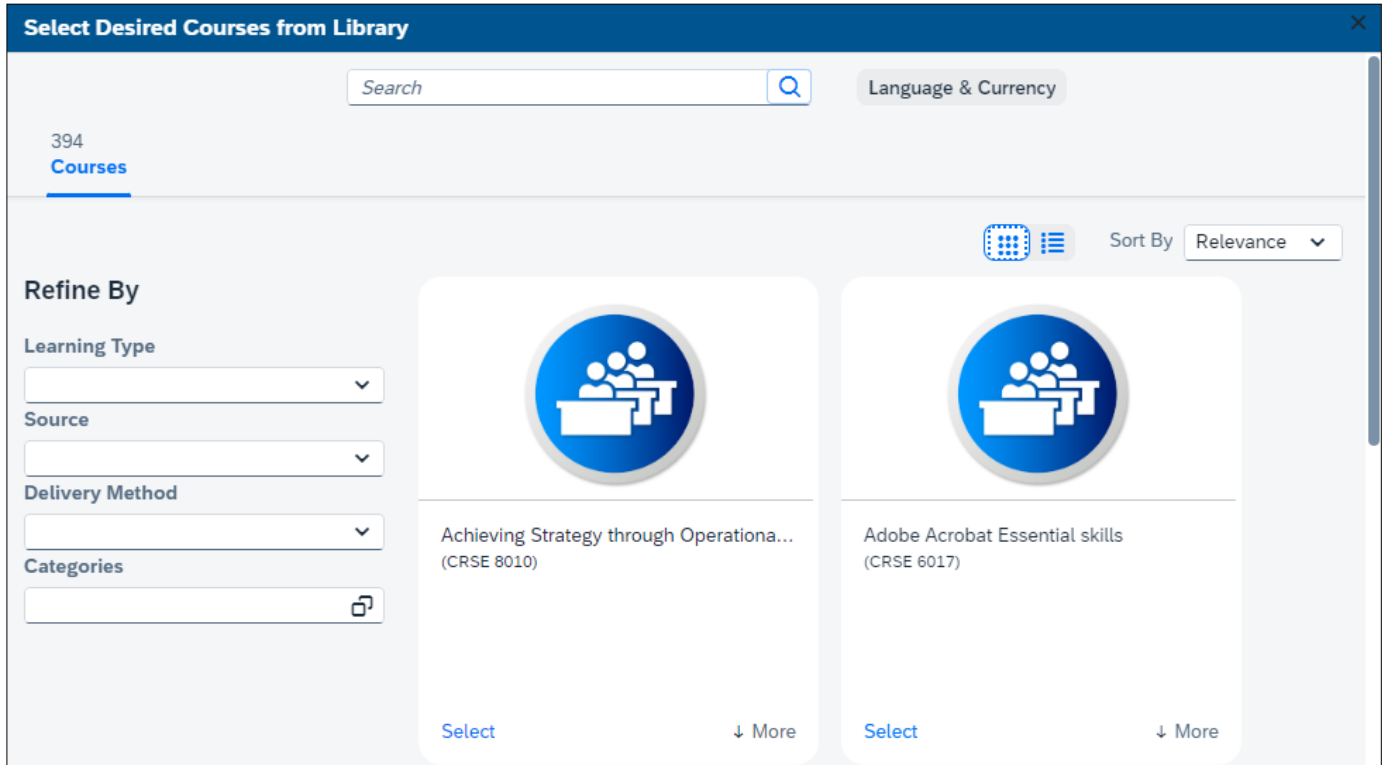 Select Desired Courses from Library
Search
Language & Currency
394
Courses
Sort By
Relevance
Refine By
Learning Type
Source
Delivery Method
Categories
Achieving Strategy through Operationa...
(CRSE 8010)
Select
↓ More
Adobe Acrobat Essential skills
(CRSE 6017)
Select
↓ More